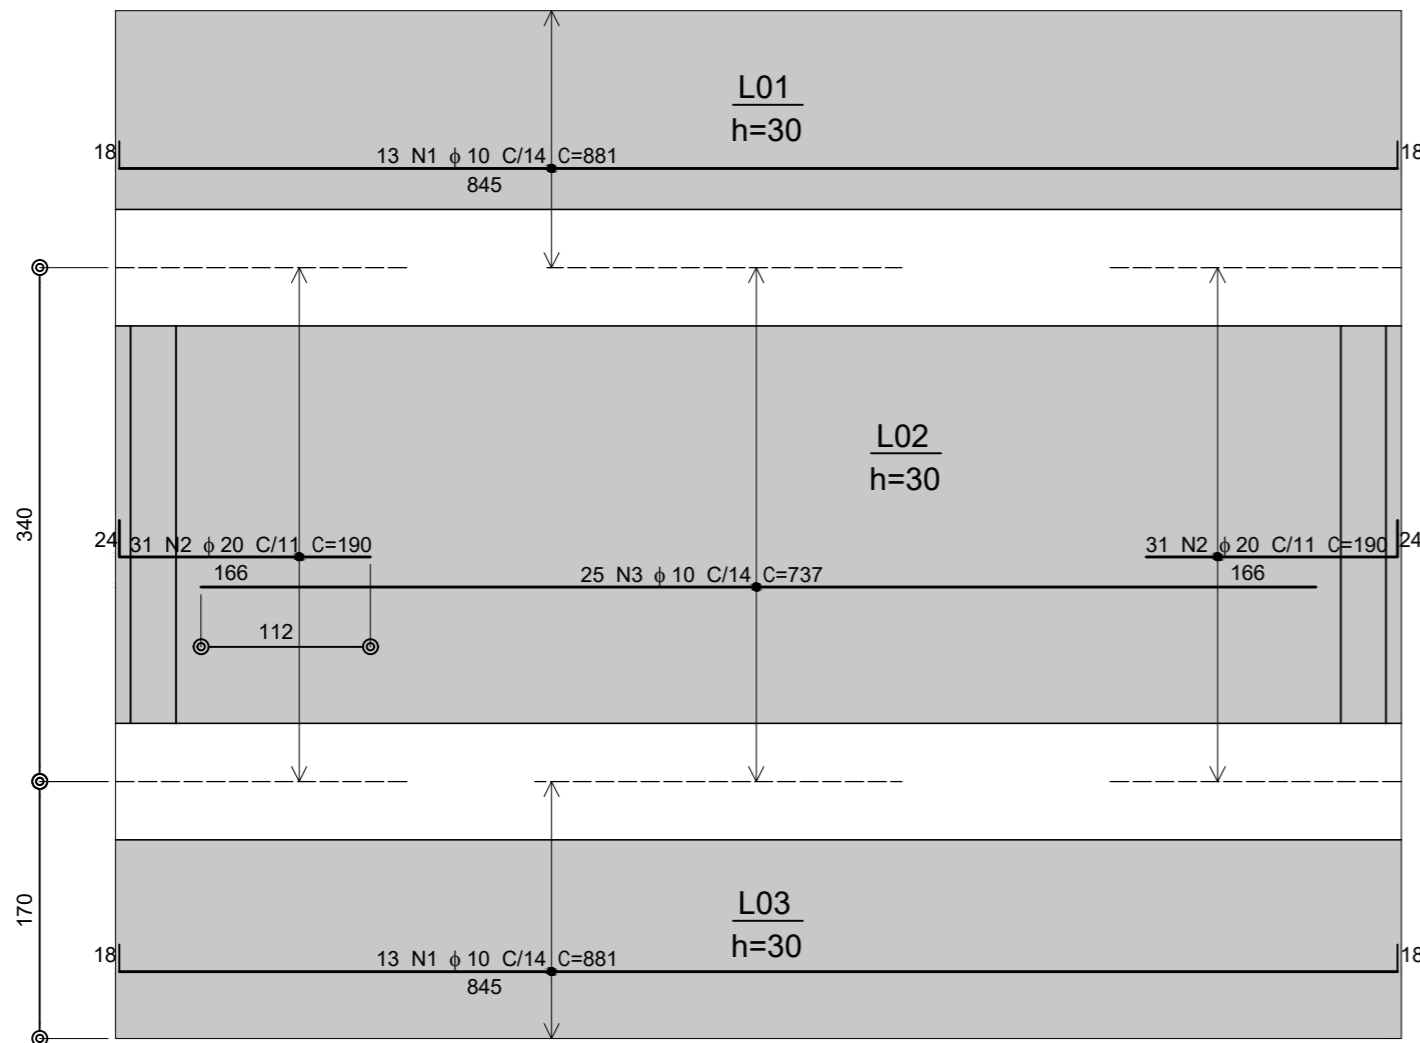 L01
h=30
18
13 N1 ϕ 10 C/14 C=881
18
845
340
L02
h=30
24
31 N2 ϕ 20 C/11 C=190
31 N2 ϕ 20 C/11 C=190
24
166
25 N3 ϕ 10 C/14 C=737
166
112
170
L03
h=30
18
13 N1 ϕ 10 C/14 C=881
18
845